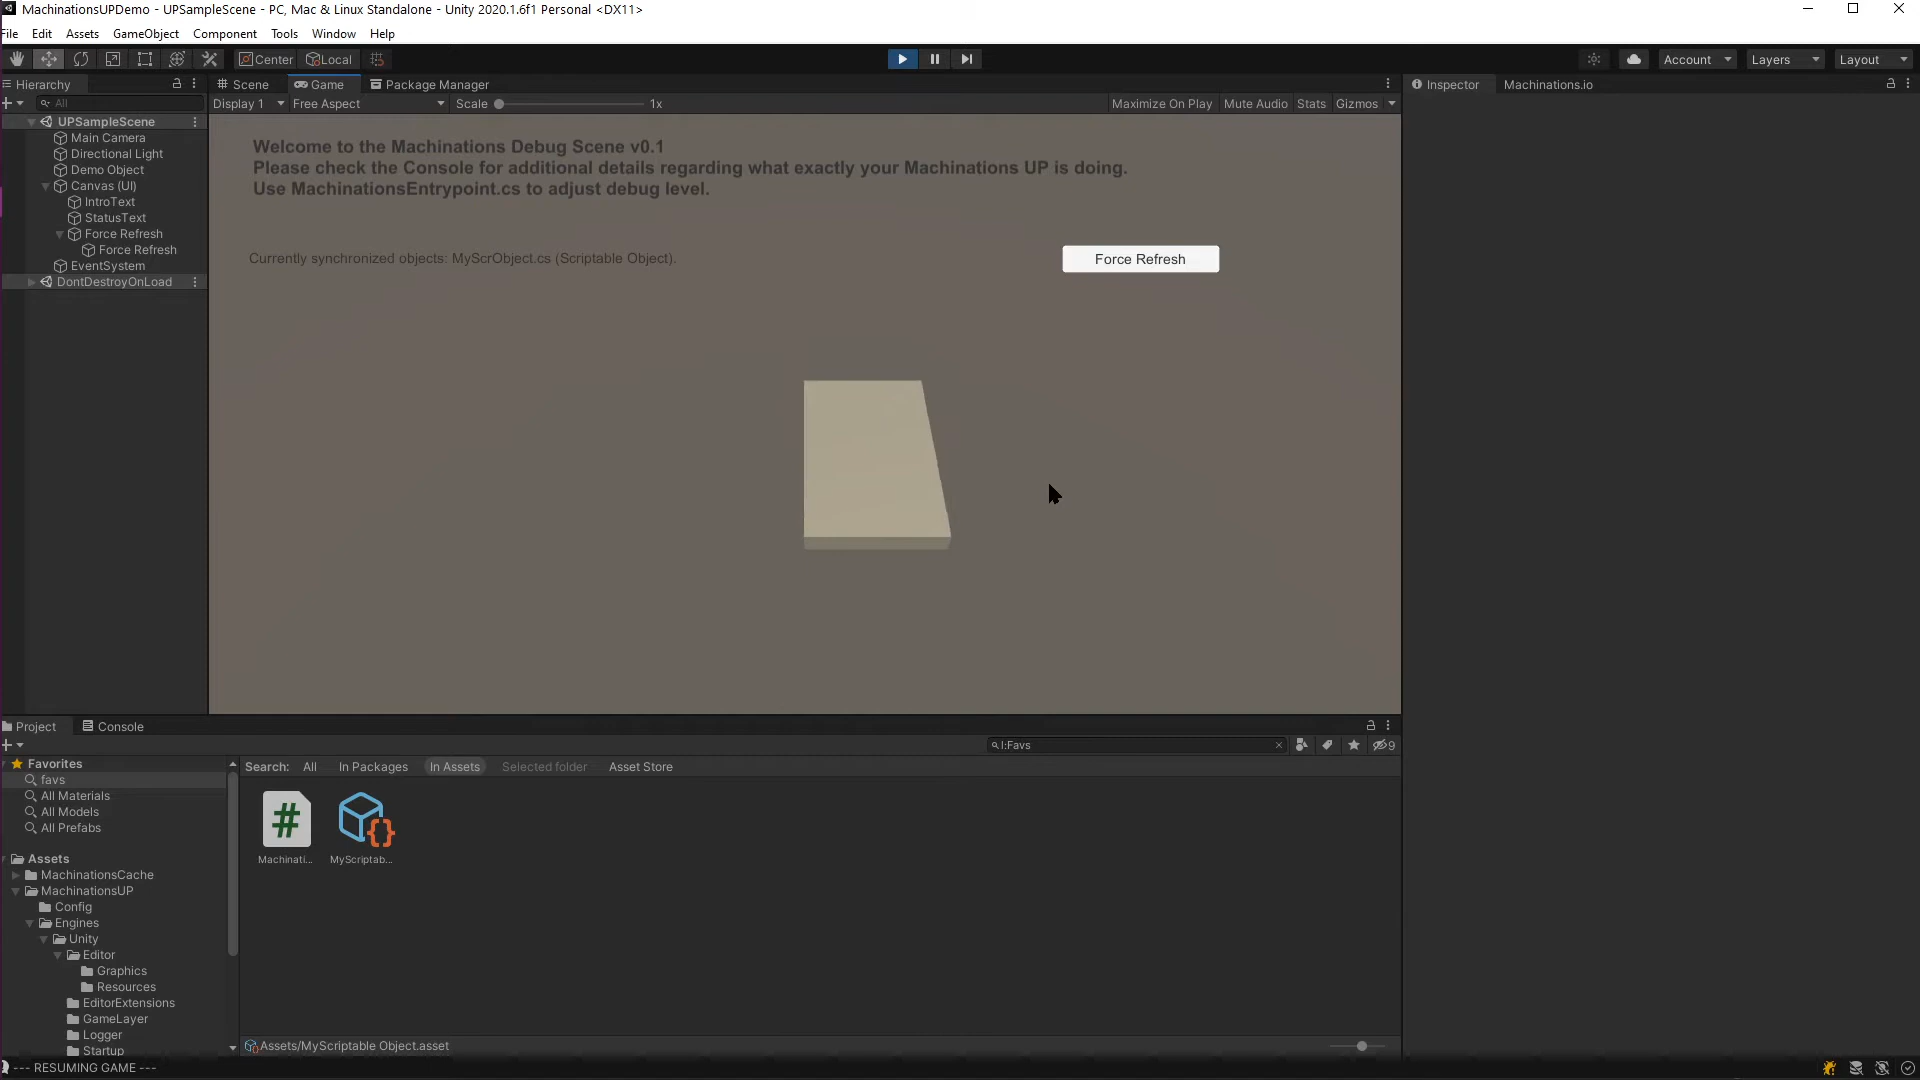 MachinationsUPDemo - UPSampleScene - PC, Mac & Linux Standalone - Unity 2020.1.6f1 Personal <DX11>
File Edit Assets GameObject Component Tools Window Help
Center Local Account Layers Layout
Hierarchy Scene Game Package Manager Inspector Machinations.io
All Display 1 Free Aspect Scale 1x Maximize On Play Mute Audio Stats Gizmos
UPSampleScene
Main Camera
Directional Light
Demo Object
Canvas (UI)
IntroText
StatusText
Force Refresh
Force Refresh
EventSystem
DontDestroyOnLoad
Welcome to the Machinations Debug Scene v0.1
Please check the Console for additional details regarding what exactly your Machinations UP is doing.
Use MachinationsEntrypoint.cs to adjust debug level.
Currently synchronized objects: MyScrObject.cs (Scriptable Object).
Force Refresh
Project Console
l:Favs 9
Favorites
favs
All Materials
All Models
All Prefabs
Assets
MachinationsCache
MachinationsUP
Config
Engines
Unity
Editor
Graphics
Resources
EditorExtensions
GameLayer
Logger
Startup
Search: All In Packages In Assets Selected folder Asset Store
#
{}
Machinati... MyScriptab...
Assets/MyScriptable Object.asset
--- RESUMING GAME ---